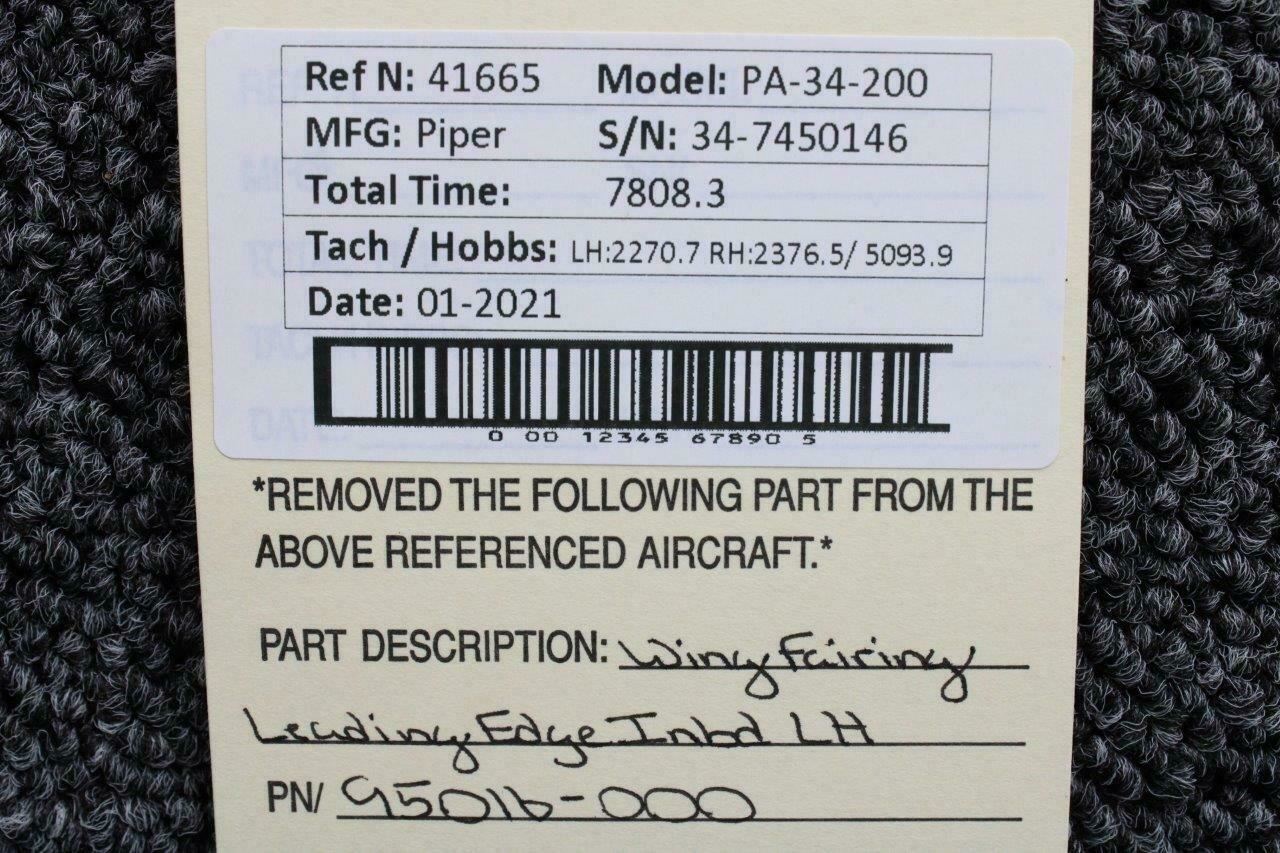 Ref N: 41665 Model: PA-34-200
MFG: Piper S/N: 34-7450146
Total Time: 7808.3
Tach / Hobbs: LH:2270.7 RH:2376.5/ 5093.9
Date: 01-2021
0 00 12345 67890 5
*REMOVED THE FOLLOWING PART FROM THE
ABOVE REFERENCED AIRCRAFT.*
PART DESCRIPTION: Wing Fairing
Leading Edge Inbd LH
PN/ 95016-000